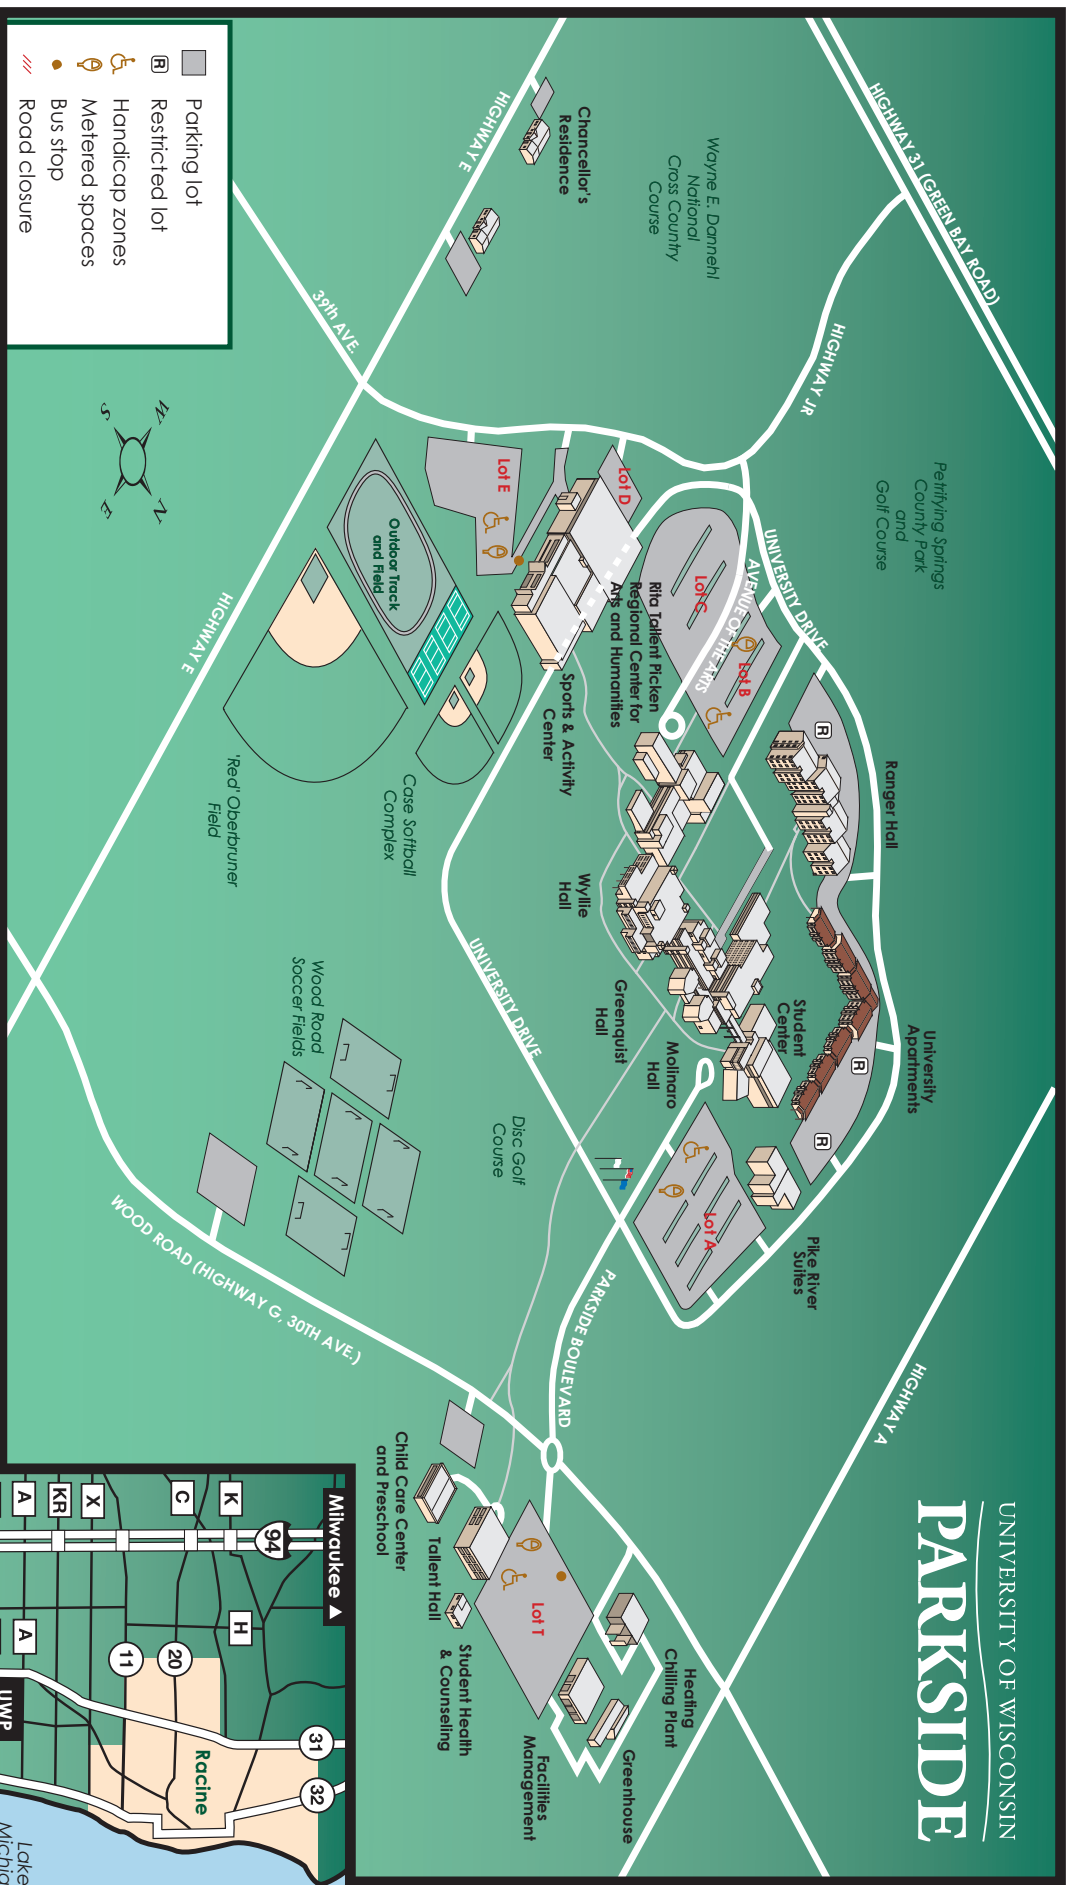 UNIVERSITY OF WISCONSIN
PARKSIDE
HIGHWAY 31 (GREEN BAY ROAD)
HIGHWAY JR
HIGHWAY A
Petrifying Springs
County Park
and
Golf Course
Wayne E. Dannehl
National
Cross Country
Course
Chancellor's
Residence
HIGHWAY E
39th AVE.
UNIVERSITY DRIVE
AVENUE OF THE ARTS
Ranger Hall
R
University
Apartments
R
R
Lot B
Lot C
Lot D
Lot E
Rita Tallent Picken
Regional Center for
Arts and Humanities
Student
Center
Pike River
Suites
Lot A
Molinaro
Hall
Greenquist
Hall
Wyllie
Hall
Sports & Activity
Center
Outdoor Track
and Field
UNIVERSITY DRIVE
PARKSIDE BOULEVARD
Disc Golf
Course
Case Softball
Complex
'Red' Oberbruner
Field
HIGHWAY E
Wood Road
Soccer Fields
WOOD ROAD (HIGHWAY G, 30TH AVE.)
Heating
Chilling Plant
Greenhouse
Facilities
Management
Lot T
Student Health
& Counseling
Tallent Hall
Child Care Center
and Preschool
W
N
S
E
Parking lot
R Restricted lot
Handicap zones
Metered spaces
Bus stop
Road closure
Milwaukee ▲
94
31
32
K
H
C
20
Racine
11
X
KR
A
A
UWP
Lake